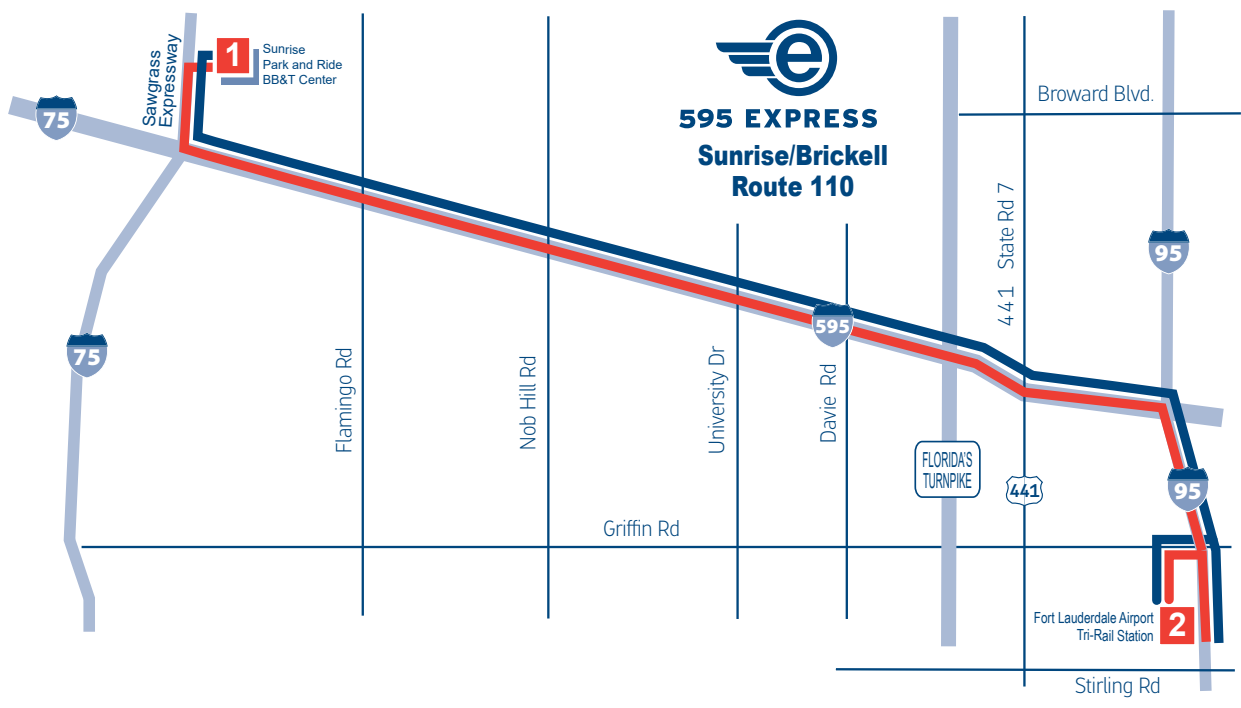 Sawgrass
Expressway
1
Sunrise
Park and Ride
BB&T Center
75
e
595 EXPRESS
Sunrise/Brickell
Route 110
Broward Blvd.
441 State Rd 7
95
75
595
Flamingo Rd
Nob Hill Rd
University Dr
Davie Rd
FLORIDA'S
TURNPIKE
441
95
Griffin Rd
Fort Lauderdale Airport
Tri-Rail Station
2
Stirling Rd